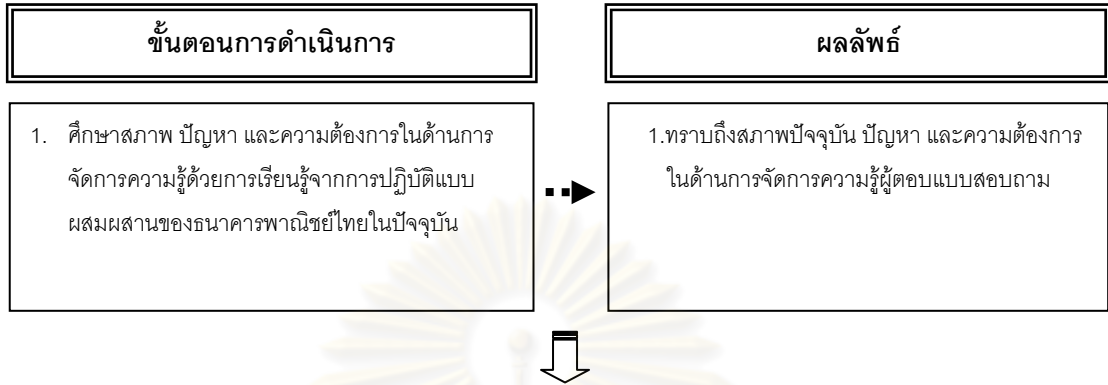 ขั้นตอนการดำเนินการ
ผลลัพธ์
1. ศึกษาสภาพ ปัญหา และความต้องการในด้านการ
จัดการความรู้ด้วยการเรียนรู้จากการปฏิบัติแบบ
ผสมผสานของธนาคารพาณิชย์ไทยในปัจจุบัน
1.ทราบถึงสภาพปัจจุบัน ปัญหา และความต้องการ
ในด้านการจัดการความรู้ผู้ตอบแบบสอบถาม